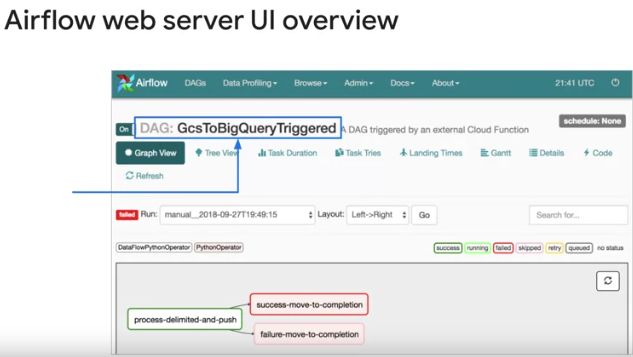 Airflow web server UI overview
Airflow DAGs Data Profiling Browse Admin Docs About 21:41 UTC
On DAG: GcsToBigQueryTriggered A DAG triggered by an external Cloud Function schedule: None
Graph View Tree View Task Duration Task Tries Landing Times Gantt Details Code
Refresh
failed Run: manual__2018-09-27T19:49:15 Layout: Left->Right Go Search for...
DataFlowPythonOperator PythonOperator success running failed skipped retry queued no status
success-move-to-completion
process-delimited-and-push
failure-move-to-completion